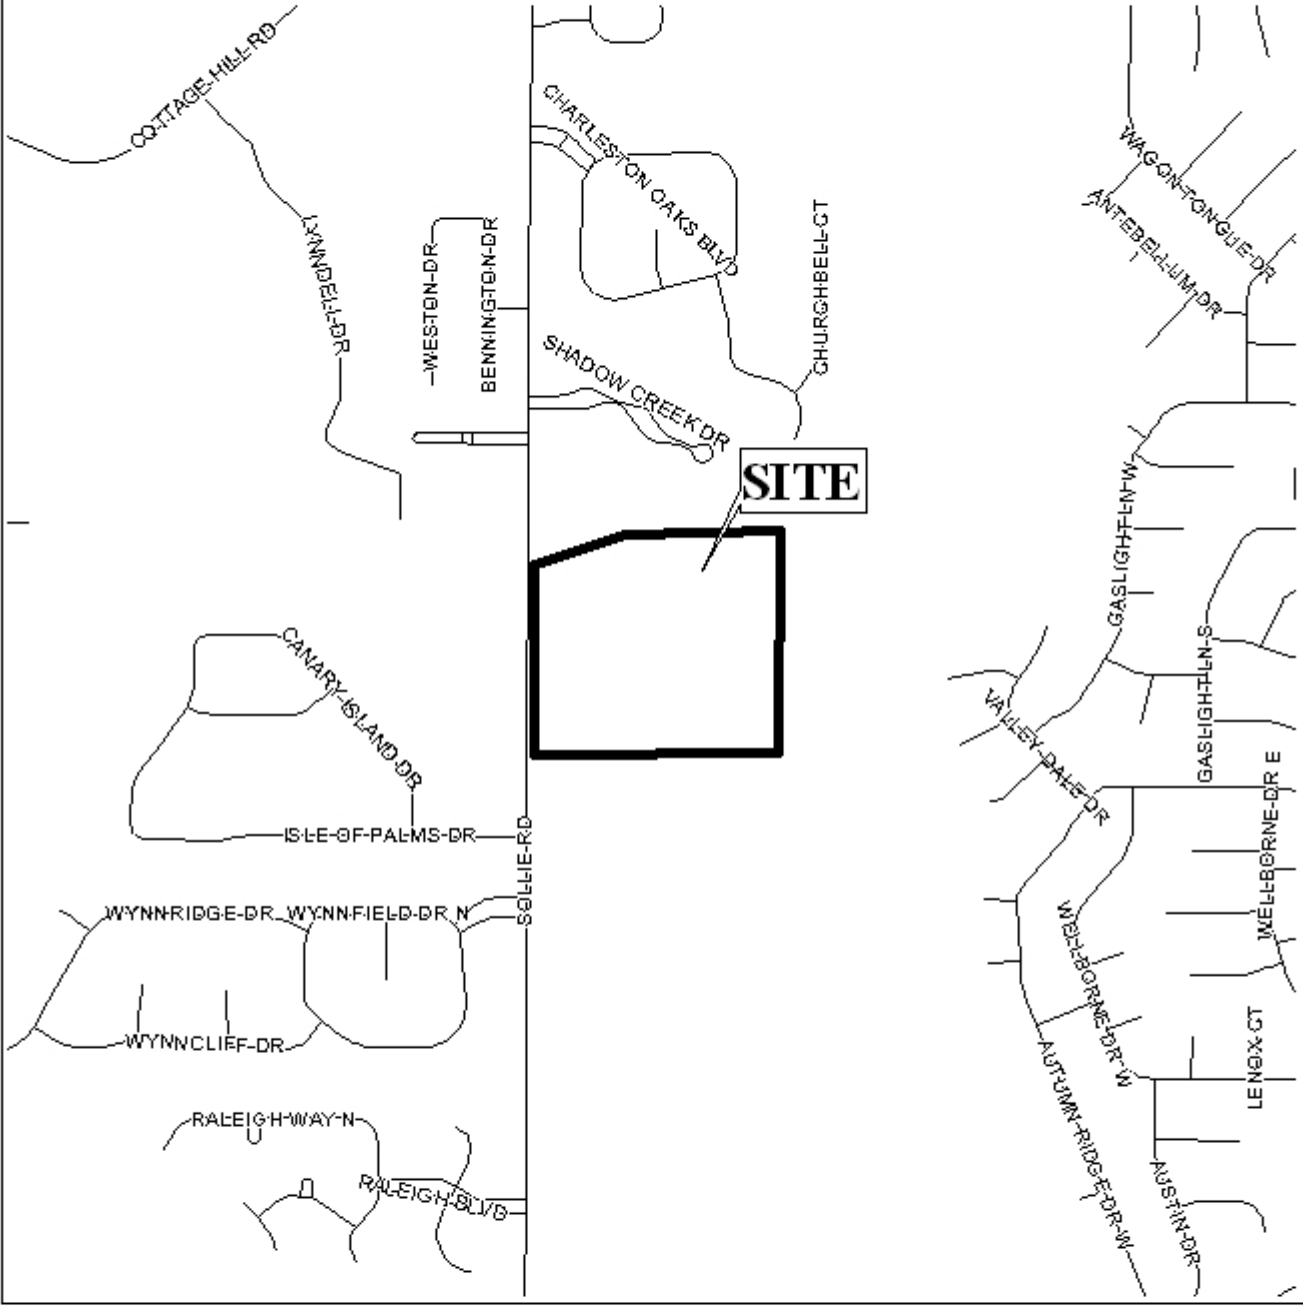 COTTAGE HILL RD
CHARLESTON OAKS BLVD
WAGON TONGUE DR
ANTEBELLUM DR
LYNNDELL DR
WESTON DR
BENNINGTON DR
CHURCHBELL CT
SHADOW CREEK DR
SITE
GASLIGHT LN W
CANARY ISLAND DR
GASLIGHT LN S
VALLEY DALE DR
ISLE OF PALMS DR
SOLLIE RD
WELLBORNE DR E
WYNNRIDGE DR
WYNNFIELD DR N
WELLBORNE DR W
WYNNCLIFF DR
LENOX CT
AUTUMN RIDGE DR W
RALEIGH WAY N
RALEIGH BLVD
AUSTIN DR